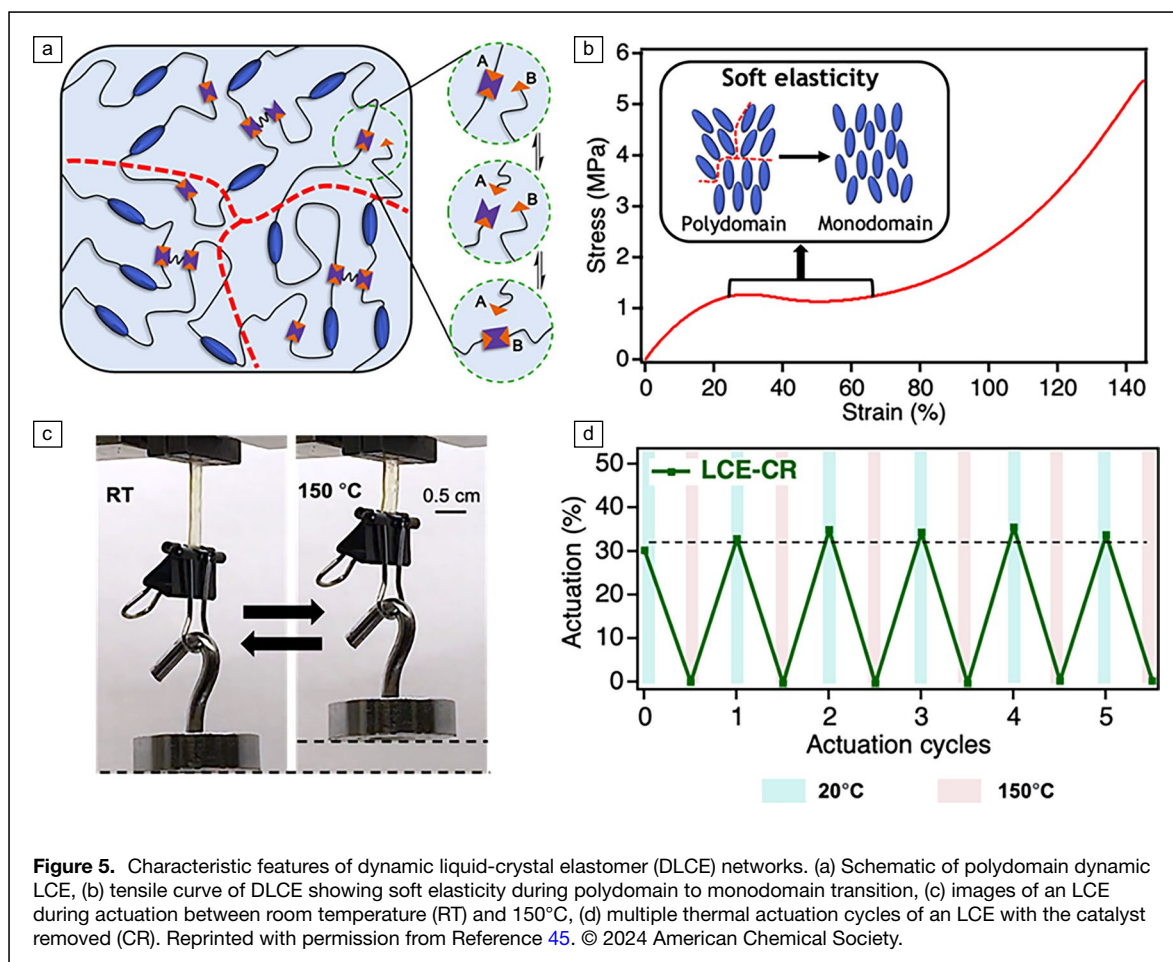 a
A
B
A
B
A
B
b
6
5
4
3
2
1
0
Stress (MPa)
Soft elasticity
Polydomain
Monodomain
0
20
40
60
80
100
120
140
Strain (%)
c
RT
150 °C
0.5 cm
d
50
40
30
20
10
0
Actuation (%)
LCE-CR
0
1
2
3
4
5
Actuation cycles
20°C
150°C
Figure 5. Characteristic features of dynamic liquid-crystal elastomer (DLCE) networks. (a) Schematic of polydomain dynamic
LCE, (b) tensile curve of DLCE showing soft elasticity during polydomain to monodomain transition, (c) images of an LCE
during actuation between room temperature (RT) and 150°C, (d) multiple thermal actuation cycles of an LCE with the catalyst
removed (CR). Reprinted with permission from Reference 45. © 2024 American Chemical Society.